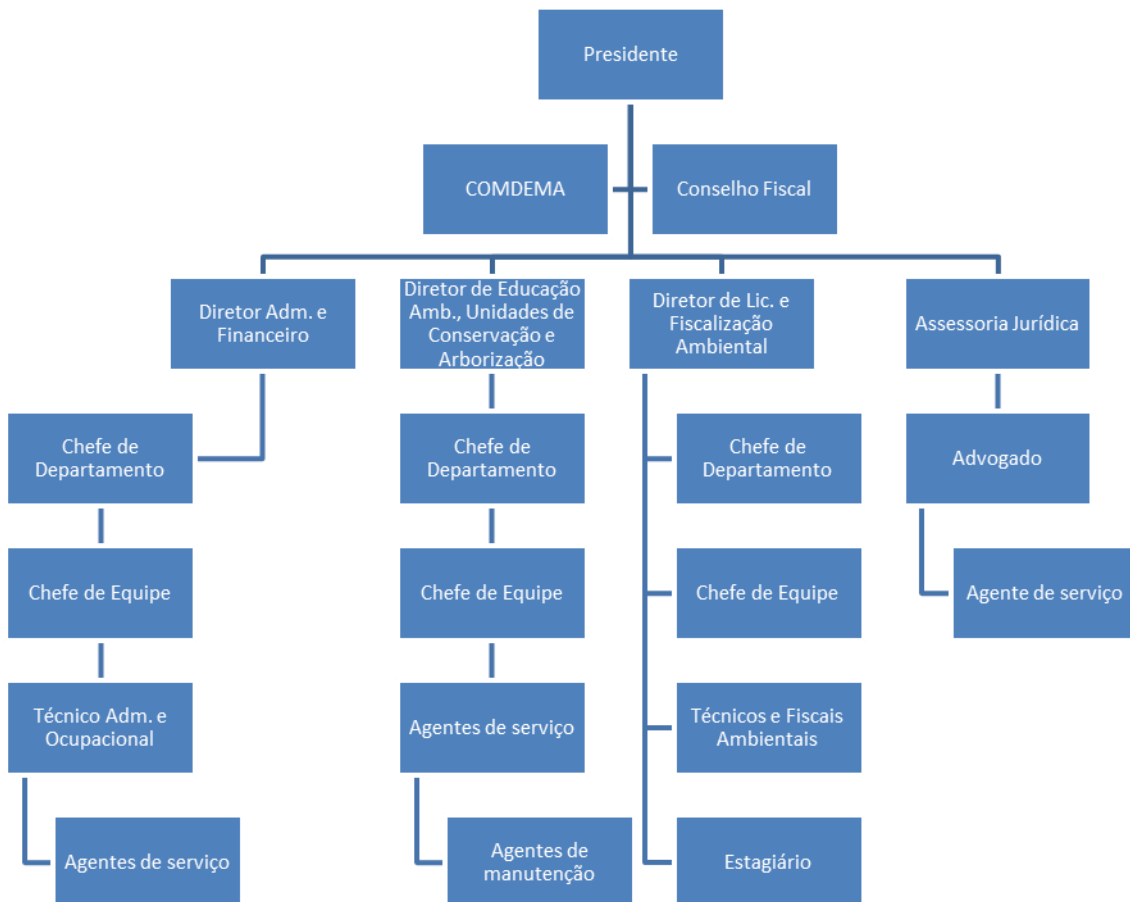 Presidente
COMDEMA
Conselho Fiscal
Diretor Adm. e
Financeiro
Diretor de Educação
Amb., Unidades de
Conservação e
Arborização
Diretor de Lic. e
Fiscalização
Ambiental
Assessoria Jurídica
Chefe de
Departamento
Chefe de
Departamento
Chefe de
Departamento
Advogado
Chefe de Equipe
Chefe de Equipe
Chefe de Equipe
Agente de serviço
Técnico Adm. e
Ocupacional
Agentes de serviço
Técnicos e Fiscais
Ambientais
Agentes de serviço
Agentes de
manutenção
Estagiário